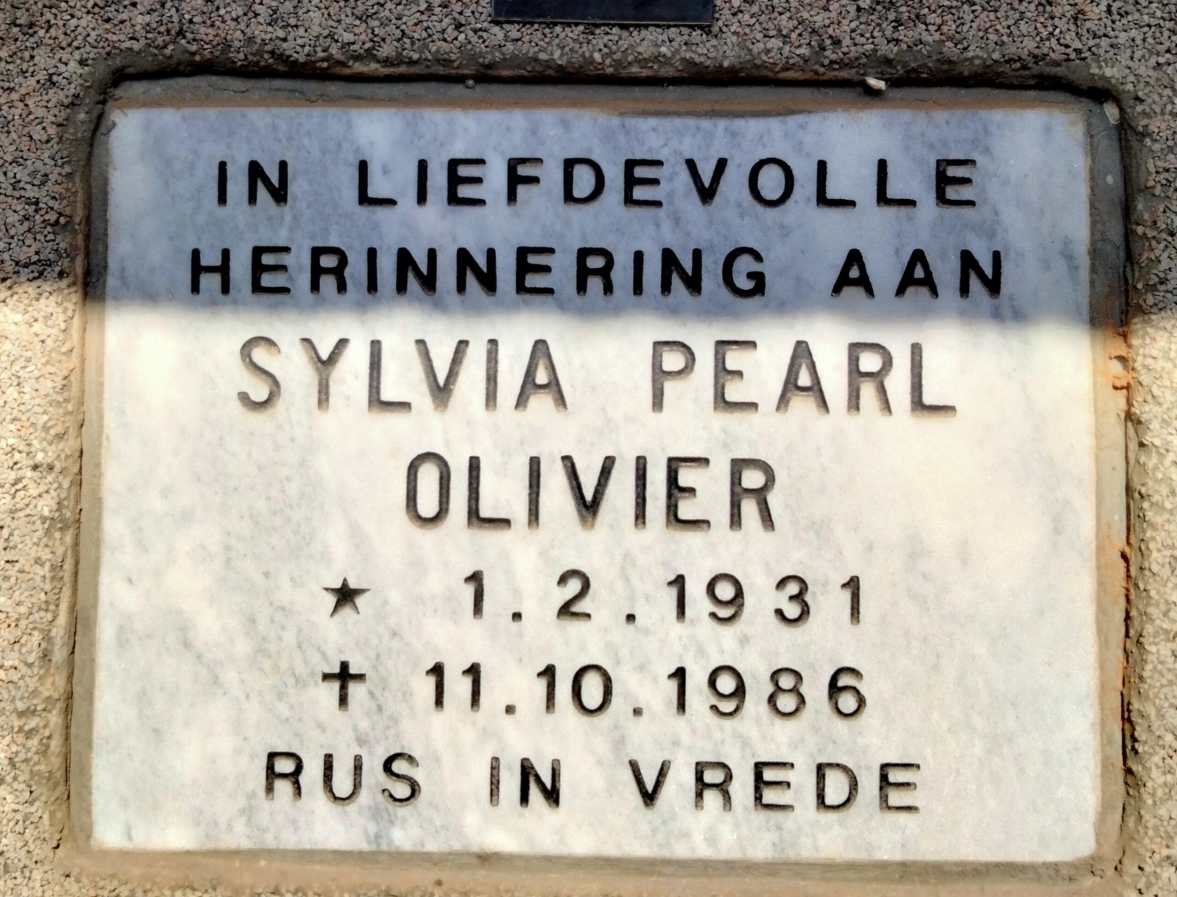 IN LIEFDEVOLLE
HERINNERING AAN
SYLVIA PEARL
OLIVIER
★ 1.2.1931
✝ 11.10.1986
RUS IN VREDE